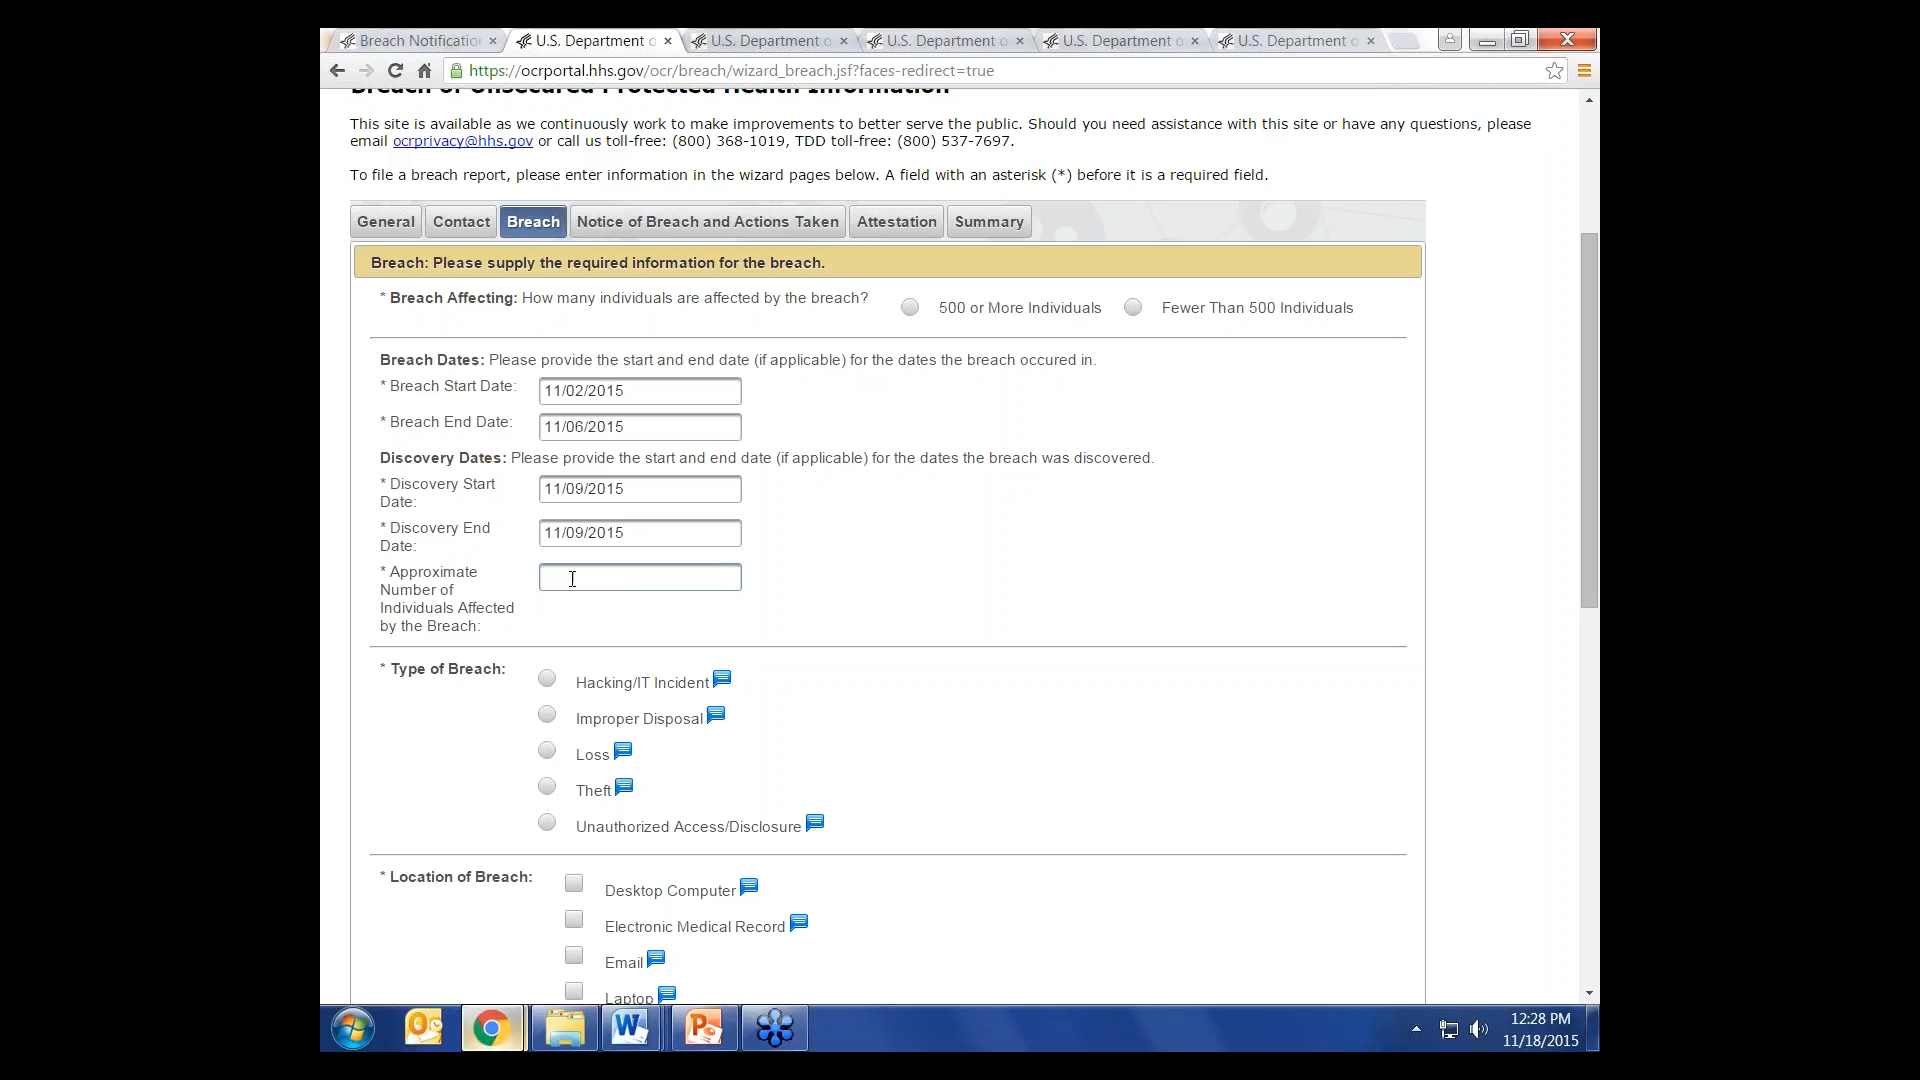 Breach Notificatio
U.S. Department o
U.S. Department o
U.S. Department o
U.S. Department o
U.S. Department o
https://ocrportal.hhs.gov/ocr/breach/wizard_breach.jsf?faces-redirect=true
Breach of Unsecured Protected Health Information
This site is available as we continuously work to make improvements to better serve the public. Should you need assistance with this site or have any questions, please
email ocrprivacy@hhs.gov or call us toll-free: (800) 368-1019, TDD toll-free: (800) 537-7697.
To file a breach report, please enter information in the wizard pages below. A field with an asterisk (*) before it is a required field.
General Contact Breach Notice of Breach and Actions Taken Attestation Summary
Breach: Please supply the required information for the breach.
* Breach Affecting: How many individuals are affected by the breach? 500 or More Individuals Fewer Than 500 Individuals
Breach Dates: Please provide the start and end date (if applicable) for the dates the breach occured in.
* Breach Start Date: 11/02/2015
* Breach End Date: 11/06/2015
Discovery Dates: Please provide the start and end date (if applicable) for the dates the breach was discovered.
* Discovery Start
Date: 11/09/2015
* Discovery End
Date: 11/09/2015
* Approximate
Number of
Individuals Affected
by the Breach:
* Type of Breach:
Hacking/IT Incident
Improper Disposal
Loss
Theft
Unauthorized Access/Disclosure
* Location of Breach:
Desktop Computer
Electronic Medical Record
Email
Laptop
12:28 PM
11/18/2015